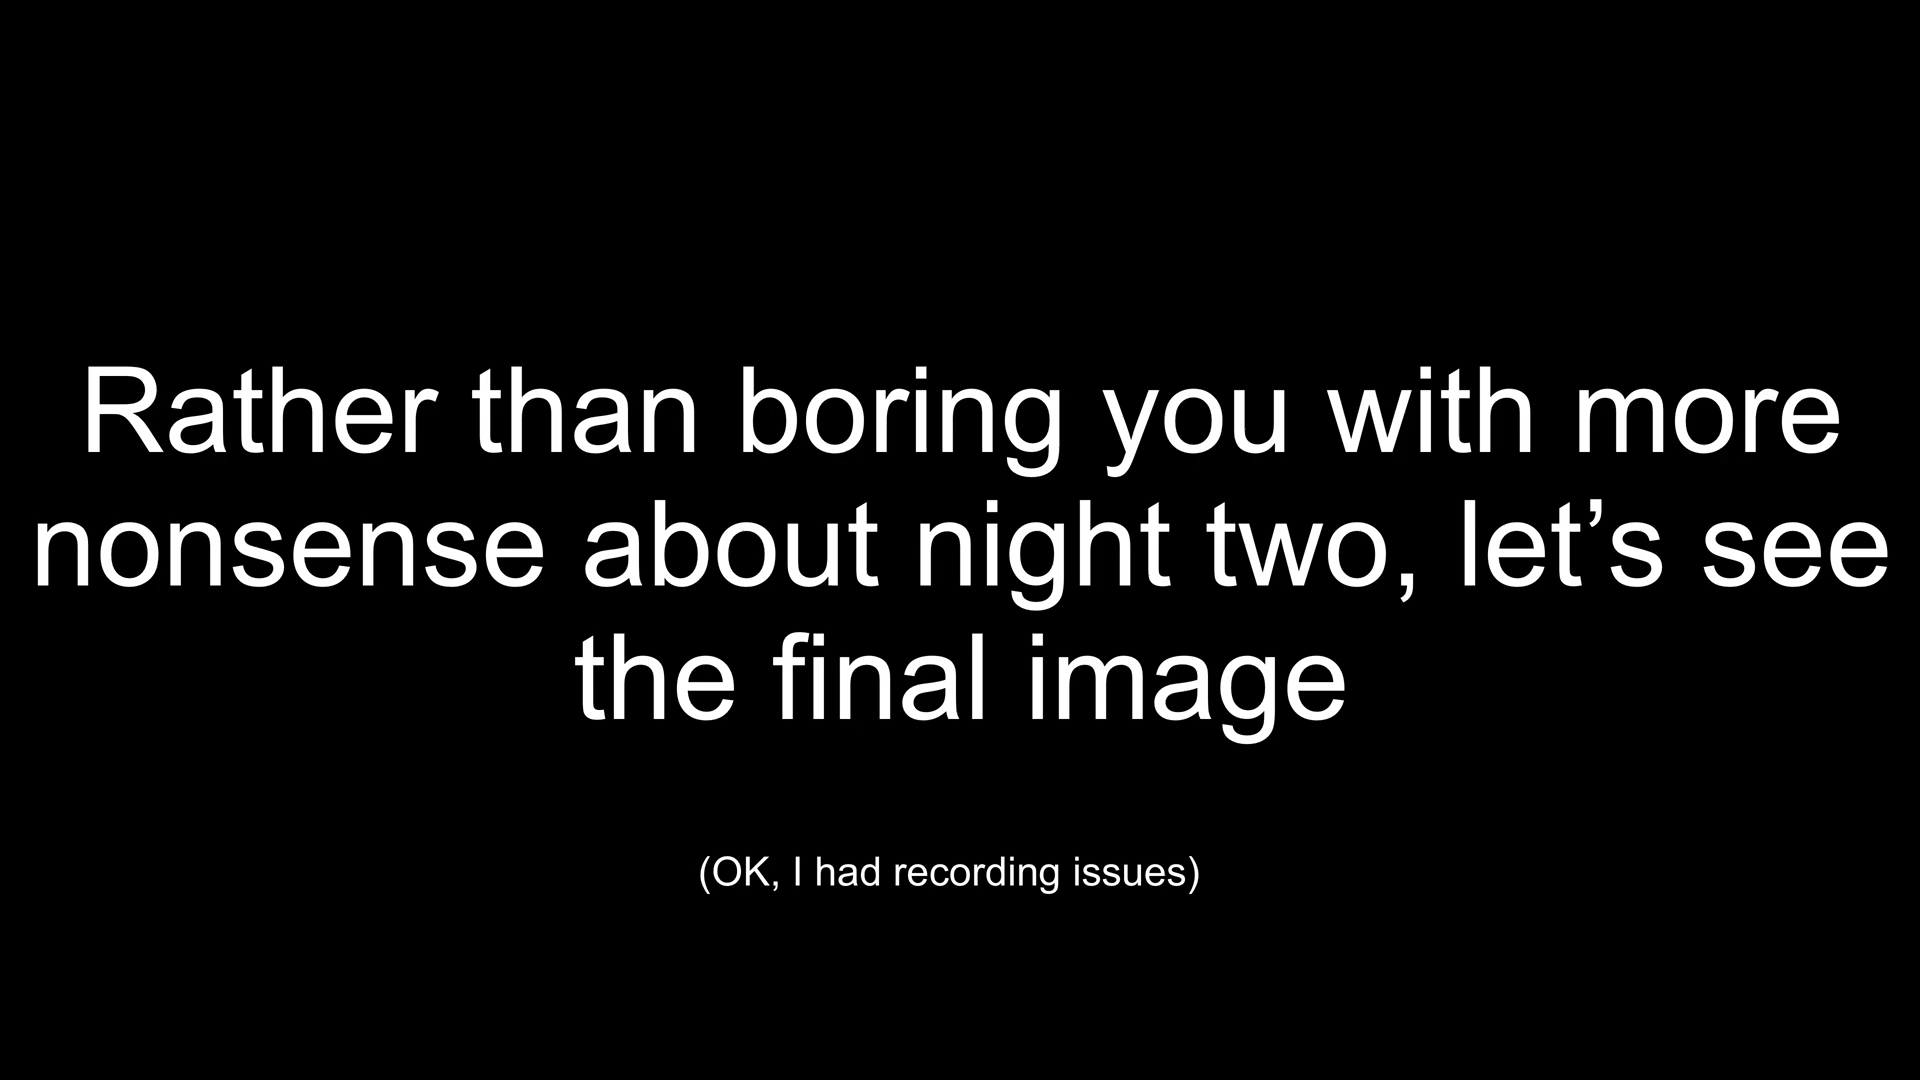 Rather than boring you with more
nonsense about night two, let’s see
the final image
(OK, I had recording issues)